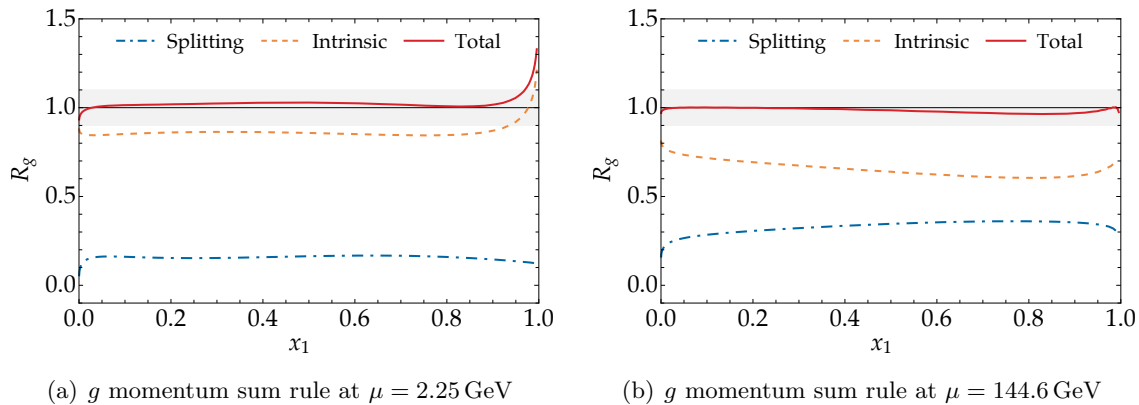 1.5
Splitting Intrinsic Total
1.0
R_g
0.5
0.0
0.0 0.2 0.4 0.6 0.8 1.0
x_1
(a) g momentum sum rule at μ = 2.25 GeV
1.5
Splitting Intrinsic Total
1.0
R_g
0.5
0.0
0.0 0.2 0.4 0.6 0.8 1.0
x_1
(b) g momentum sum rule at μ = 144.6 GeV